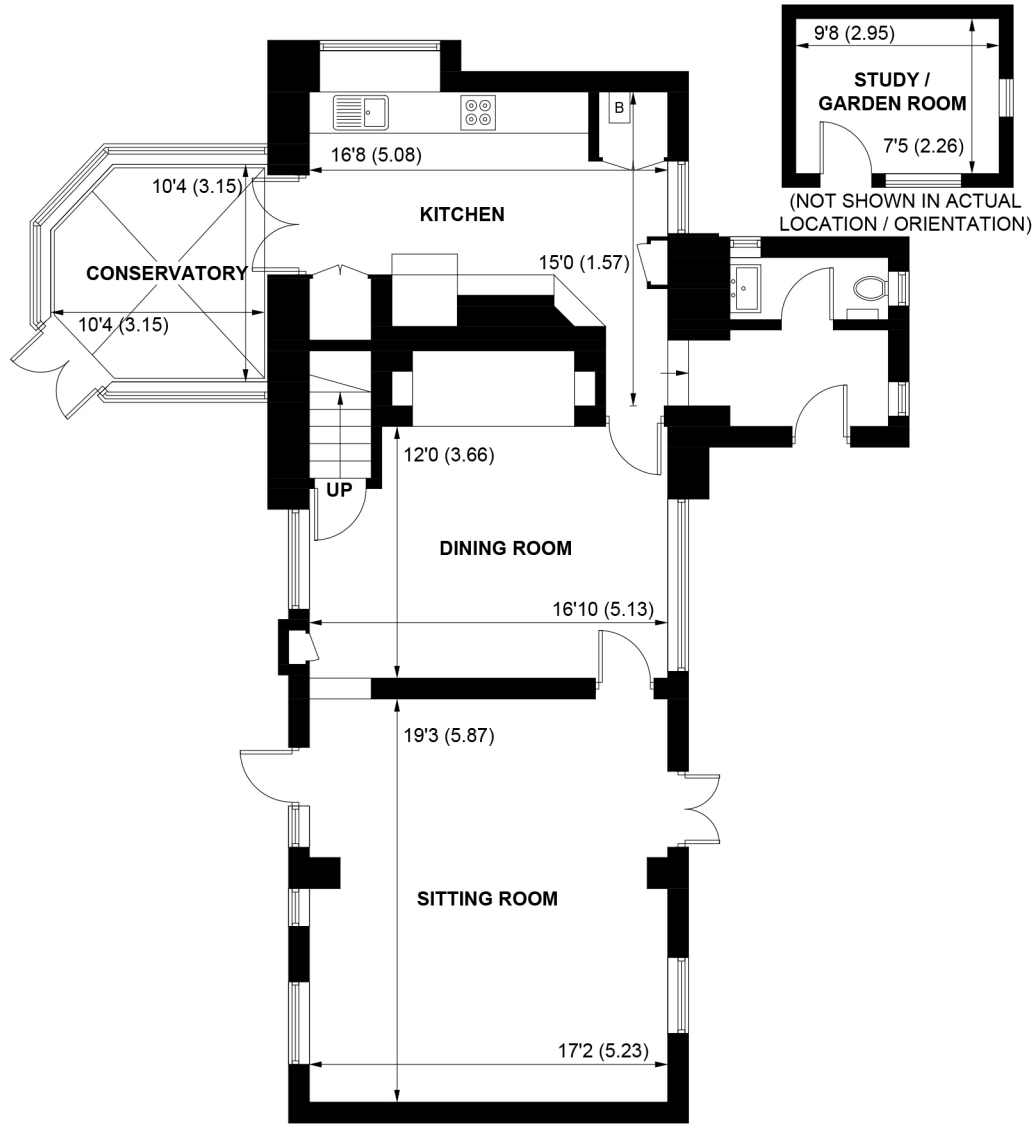 9'8 (2.95)
STUDY /
GARDEN ROOM
7'5 (2.26)
(NOT SHOWN IN ACTUAL
LOCATION / ORIENTATION)
B
16'8 (5.08)
10'4 (3.15)
KITCHEN
15'0 (1.57)
CONSERVATORY
10'4 (3.15)
12'0 (3.66)
UP
DINING ROOM
16'10 (5.13)
19'3 (5.87)
SITTING ROOM
17'2 (5.23)